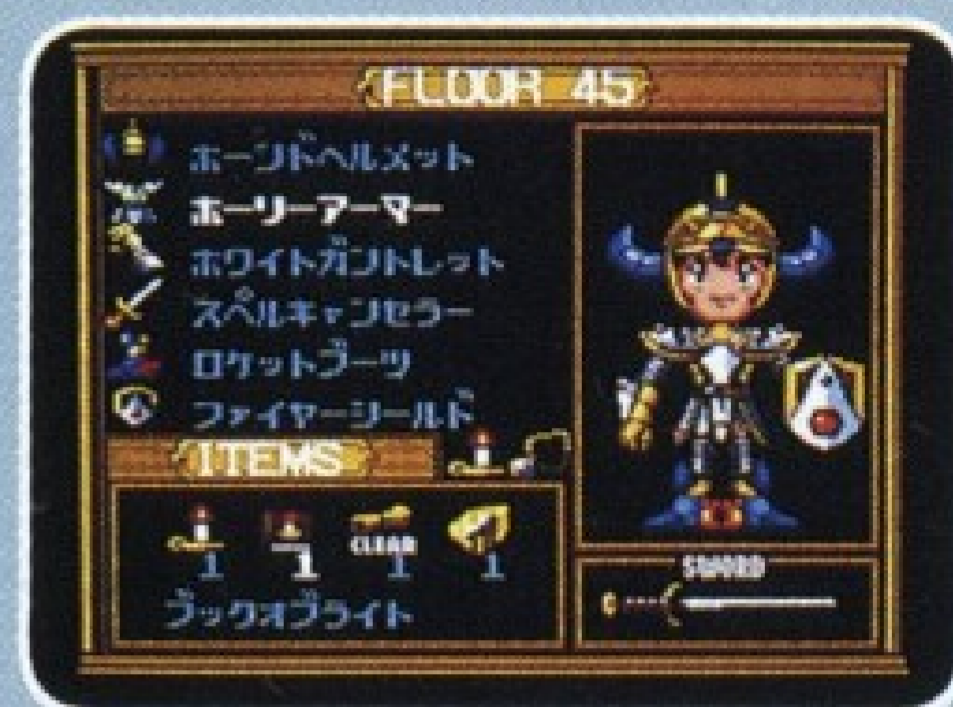 FLOOR 45
ホーンドヘルメット
ホーリーアーマー
ホワイトガントレット
スペルキャンセラー
ロケットブーツ
ファイヤーシールド
ITEMS
CLEAR
1 1 1 1
ブックオブライト
SWORD